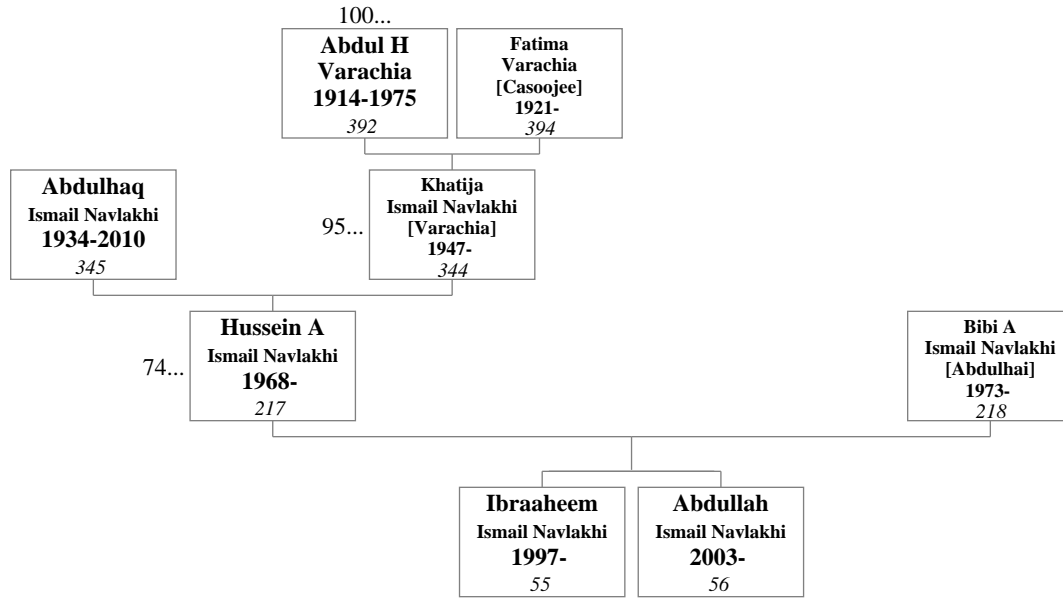 100...
Abdul H
Varachia
1914-1975
392
Fatima
Varachia
[Casoojee]
1921-
394
Abdulhaq
Ismail Navlakhi
1934-2010
345
95...
Khatija
Ismail Navlakhi
[Varachia]
1947-
344
74...
Hussein A
Ismail Navlakhi
1968-
217
Bibi A
Ismail Navlakhi
[Abdulhai]
1973-
218
Ibraaheem
Ismail Navlakhi
1997-
55
Abdullah
Ismail Navlakhi
2003-
56